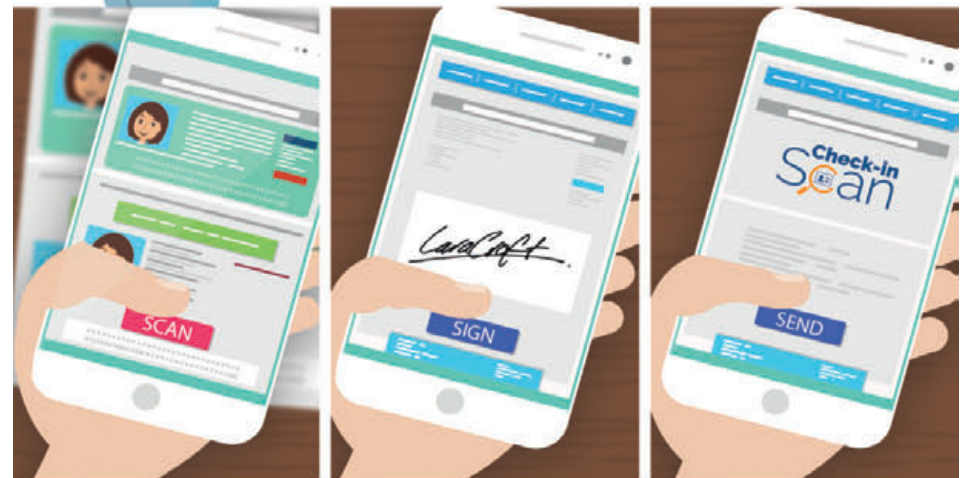 SCAN
LaraCroft
SIGN
Check-in
Scan
SEND